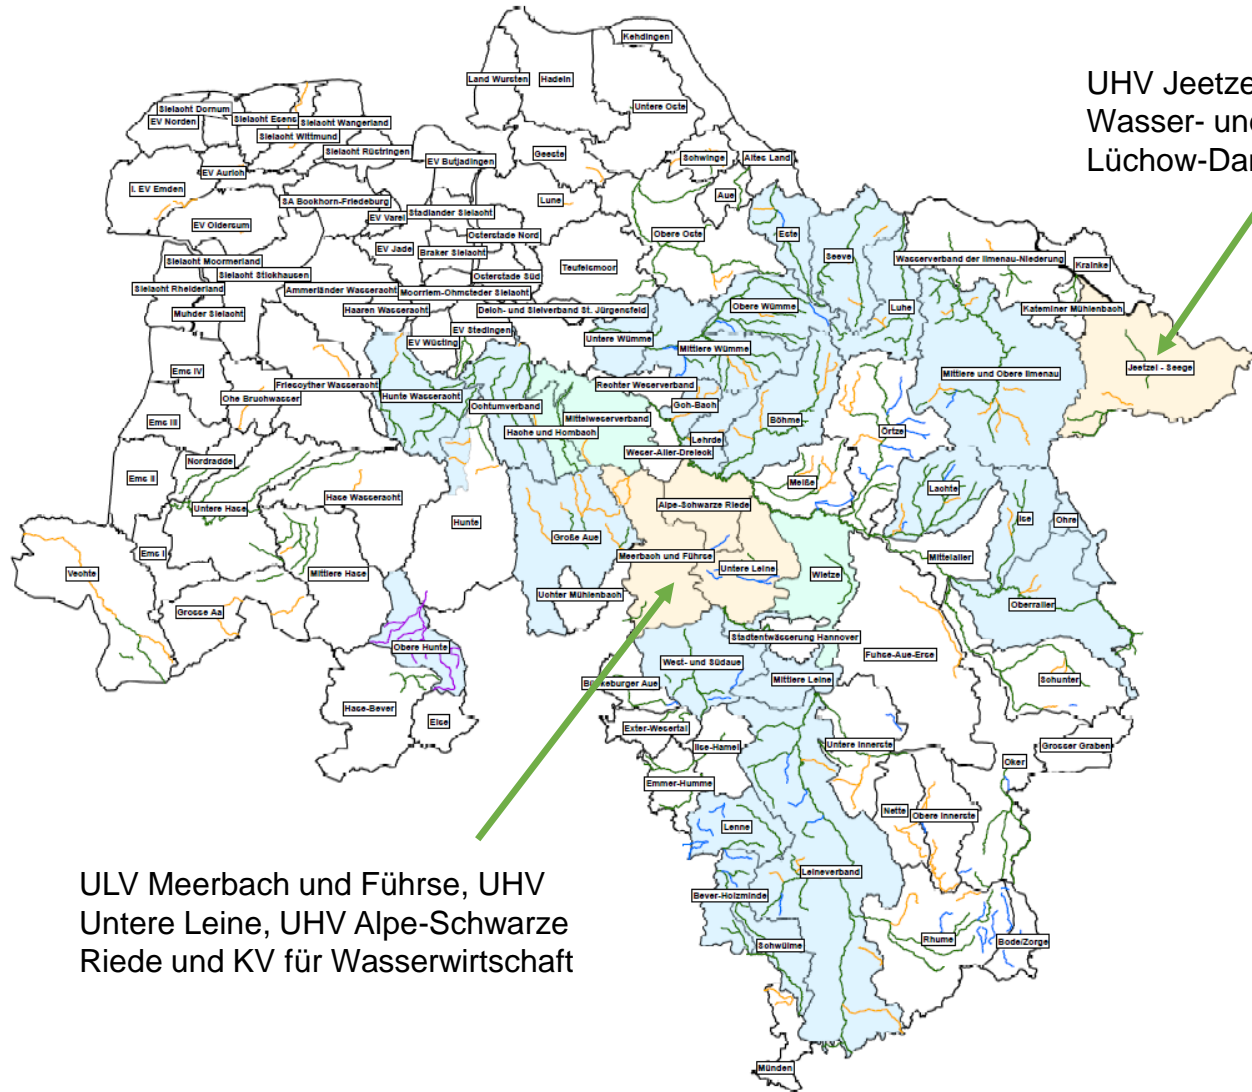 Kehdingen
Land Wursten
Hadeln
Untere Oste
UHV Jeetze
Wasser- und
Lüchow-Dar
Sielacht Dornum
EV Norden
Sielacht Esens
Sielacht Wangerland
Sielacht Wittmund
Sielacht Rüstringen
EV Butjadingen
Geeste
Schwinge
Altes Land
EV Aurich
I. EV Emden
SA Bockhorn-Friedeburg
Lune
Aue
EV Oldersum
EV Varel
Stadlander Sielacht
Osterstade Nord
Obere Oste
Este
Seeve
EV Jade
Braker Sielacht
Sielacht Moormerland
Sielacht Stickhausen
Osterstade Süd
Teufelsmoor
Wasserverband der Ilmenau-Niederung
Krainke
Sielacht Rheiderland
Ammerländer Wasseracht
Moorriem-Ohmsteder Sielacht
Muhder Sielacht
Haaren Wasseracht
Deich- und Sielverband St. Jürgensfeld
Obere Wümme
Luhe
Kateminer Mühlenbach
EV Stedingen
EV Wüsting
Untere Wümme
Mittlere Wümme
Jeetzel - Seege
Ems IV
Friesoyther Wasseracht
Rechter Weserverband
Mittlere und Obere Ilmenau
Ohe Bruchwasser
Hunte Wasseracht
Ochtumverband
Goh-Bach
Ems III
Mittelweserverband
Böhme
Hache und Hombach
Örtze
Lehrde
Weser-Aller-Dreieck
Nordradde
Ems II
Meiße
Lachte
Hase Wasseracht
Untere Hase
Alpe-Schwarze Riede
Ise
Ohre
Hunte
Große Aue
Ems I
Meerbach und Führse
Mittelaller
Vechte
Mittlere Hase
Untere Leine
Wietze
Uchter Mühlenbach
Grosse Aa
Oberaller
Stadtentwässerung Hannover
Obere Hunte
Fuhse-Aue-Erse
West- und Südaue
Mittlere Leine
Schunter
Bückeburger Aue
Hase-Bever
Else
Exter-Wesertal
Ilse-Hamel
Untere Innerste
Grosser Graben
Oker
Emmer-Humme
Nette
Obere Innerste
Lenne
Leineverband
ULV Meerbach und Führse, UHV
Untere Leine, UHV Alpe-Schwarze
Riede und KV für Wasserwirtschaft
Bever-Holzminde
Schwülme
Rhume
Bode/Zorge
Münden